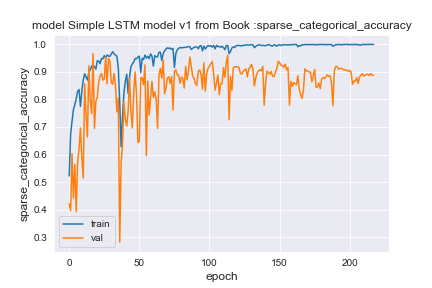 model Simple LSTM model v1 from Book :sparse_categorical_accuracy
1.0
0.9
0.8
0.7
0.6
0.5
0.4
0.3
sparse_categorical_accuracy
train
val
0 50 100 150 200
epoch